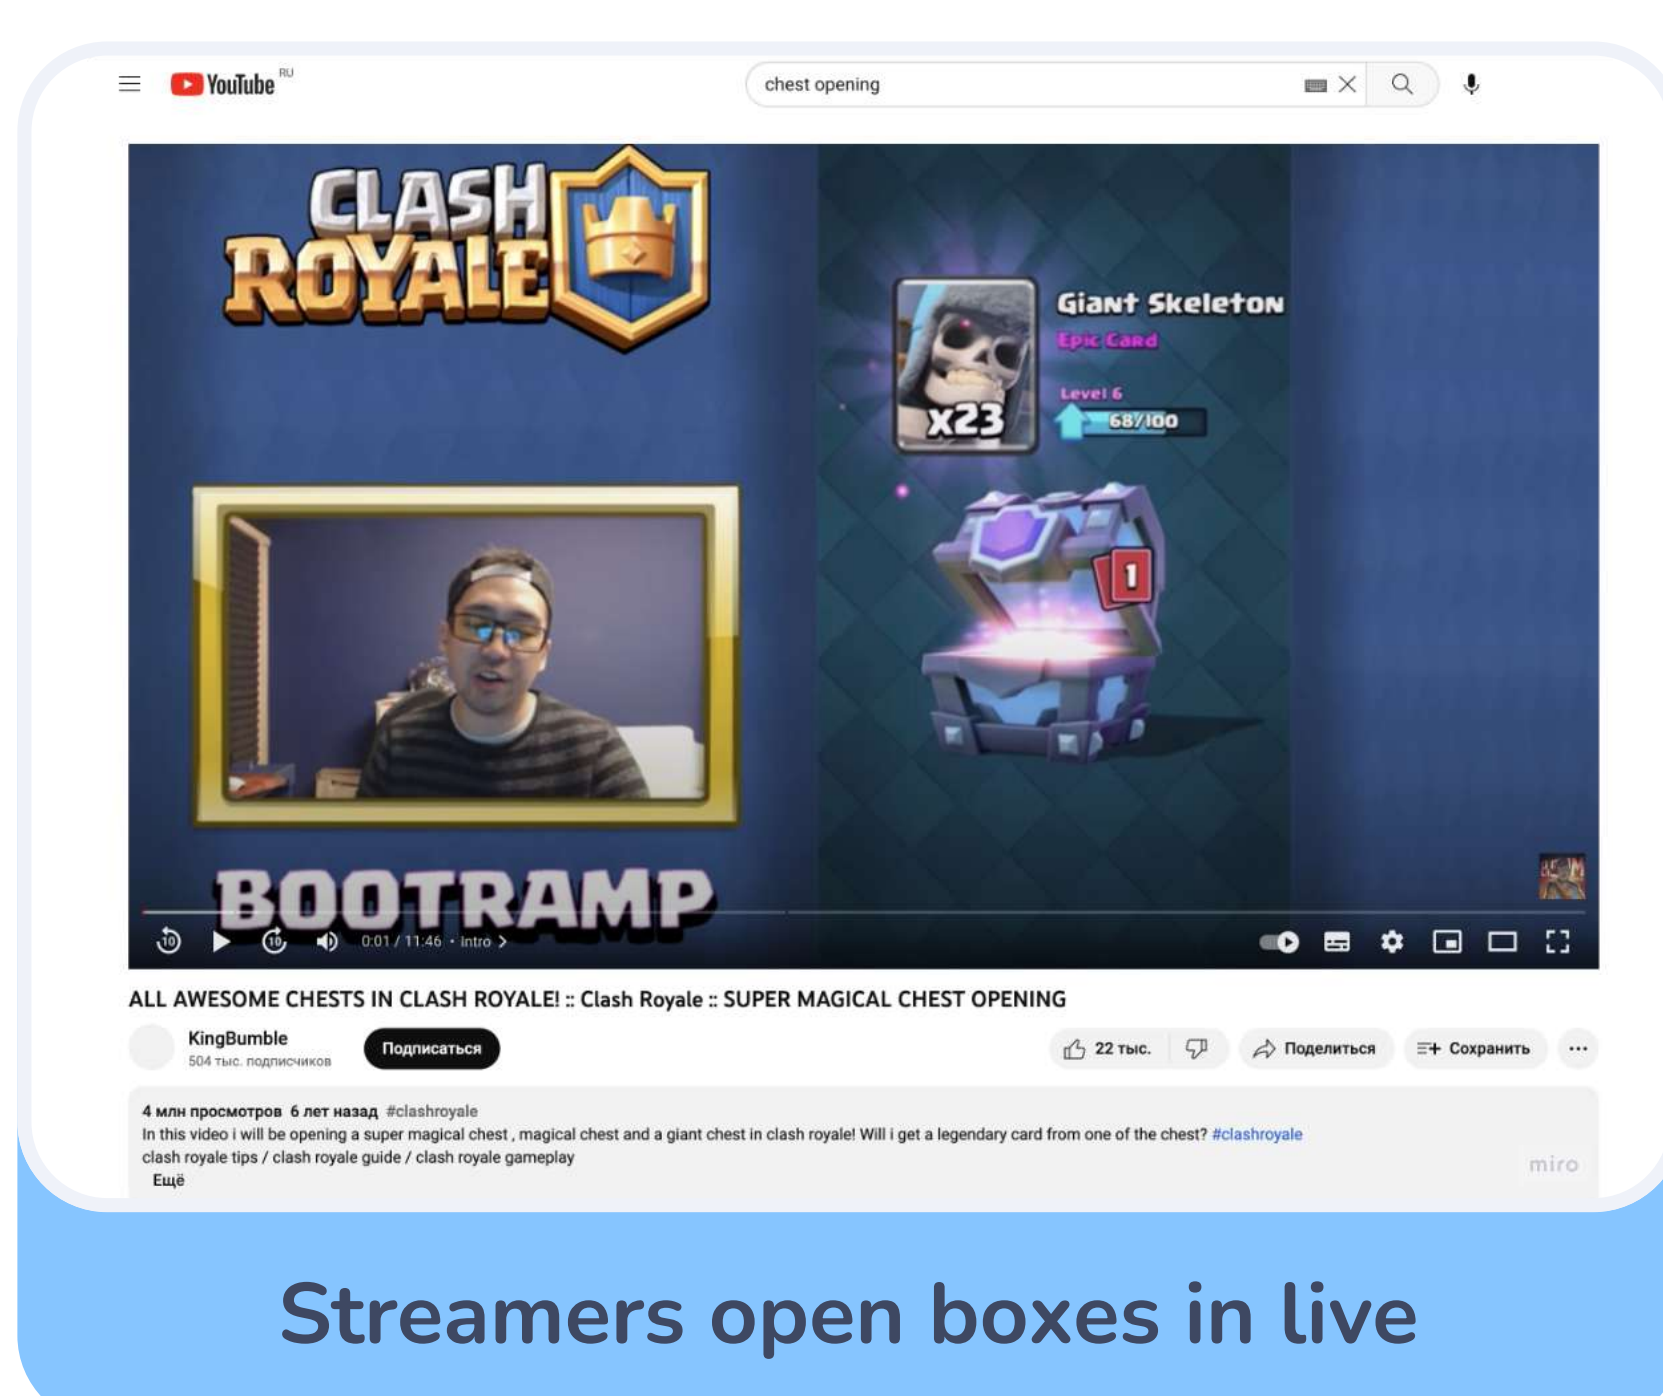 YouTube RU
chest opening
CLASH
ROYALE
Giant Skeleton
Epic Card
Level 6
68/100
x23
1
BOOTRAMP
10
10
0:01 / 11:46 • Intro >
ALL AWESOME CHESTS IN CLASH ROYALE! :: Clash Royale :: SUPER MAGICAL CHEST OPENING
KingBumble
504 тыс. подписчиков
Подписаться
22 тыс.
Поделиться
Сохранить
4 млн просмотров 6 лет назад #clashroyale
In this video i will be opening a super magical chest , magical chest and a giant chest in clash royale! Will i get a legendary card from one of the chest? #clashroyale
clash royale tips / clash royale guide / clash royale gameplay
Ещё
miro
Streamers open boxes in live